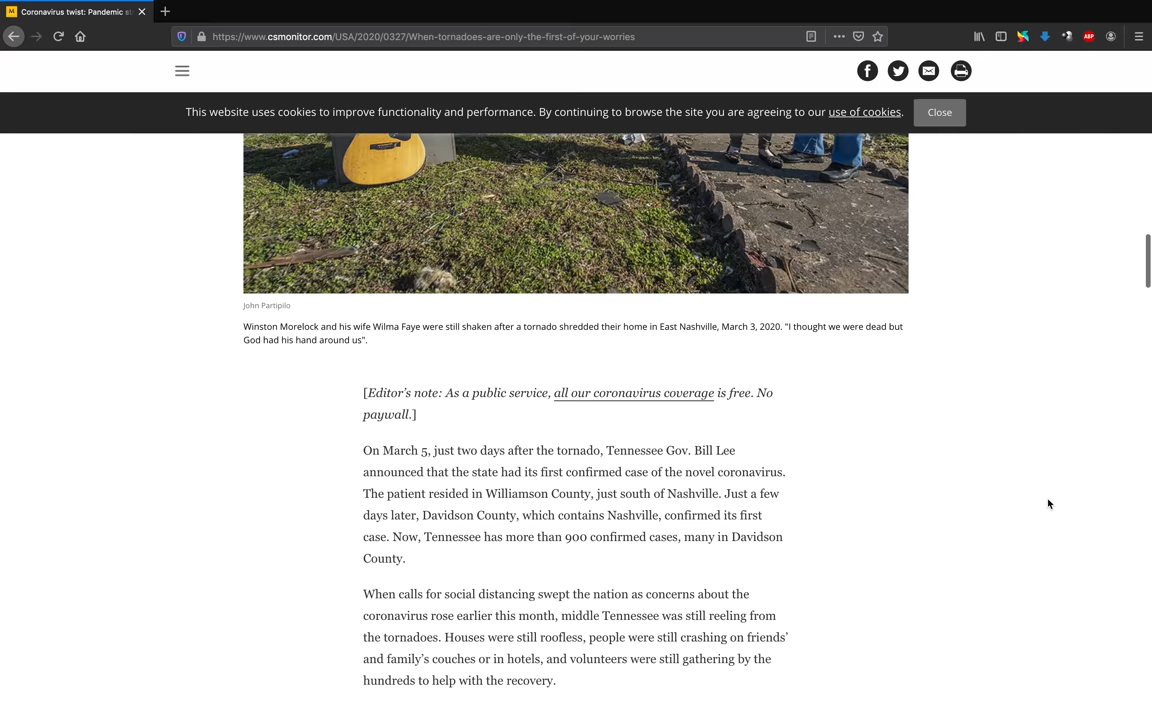 Coronavirus twist: Pandemic s
https://www.csmonitor.com/USA/2020/0327/When-tornadoes-are-only-the-first-of-your-worries
ABP
This website uses cookies to improve functionality and performance. By continuing to browse the site you are agreeing to our use of cookies.
Close
John Partipilo
Winston Morelock and his wife Wilma Faye were still shaken after a tornado shredded their home in East Nashville, March 3, 2020. "I thought we were dead but
God had his hand around us".
[Editor’s note: As a public service, all our coronavirus coverage is free. No
paywall.]
On March 5, just two days after the tornado, Tennessee Gov. Bill Lee
announced that the state had its first confirmed case of the novel coronavirus.
The patient resided in Williamson County, just south of Nashville. Just a few
days later, Davidson County, which contains Nashville, confirmed its first
case. Now, Tennessee has more than 900 confirmed cases, many in Davidson
County.
When calls for social distancing swept the nation as concerns about the
coronavirus rose earlier this month, middle Tennessee was still reeling from
the tornadoes. Houses were still roofless, people were still crashing on friends’
and family’s couches or in hotels, and volunteers were still gathering by the
hundreds to help with the recovery.